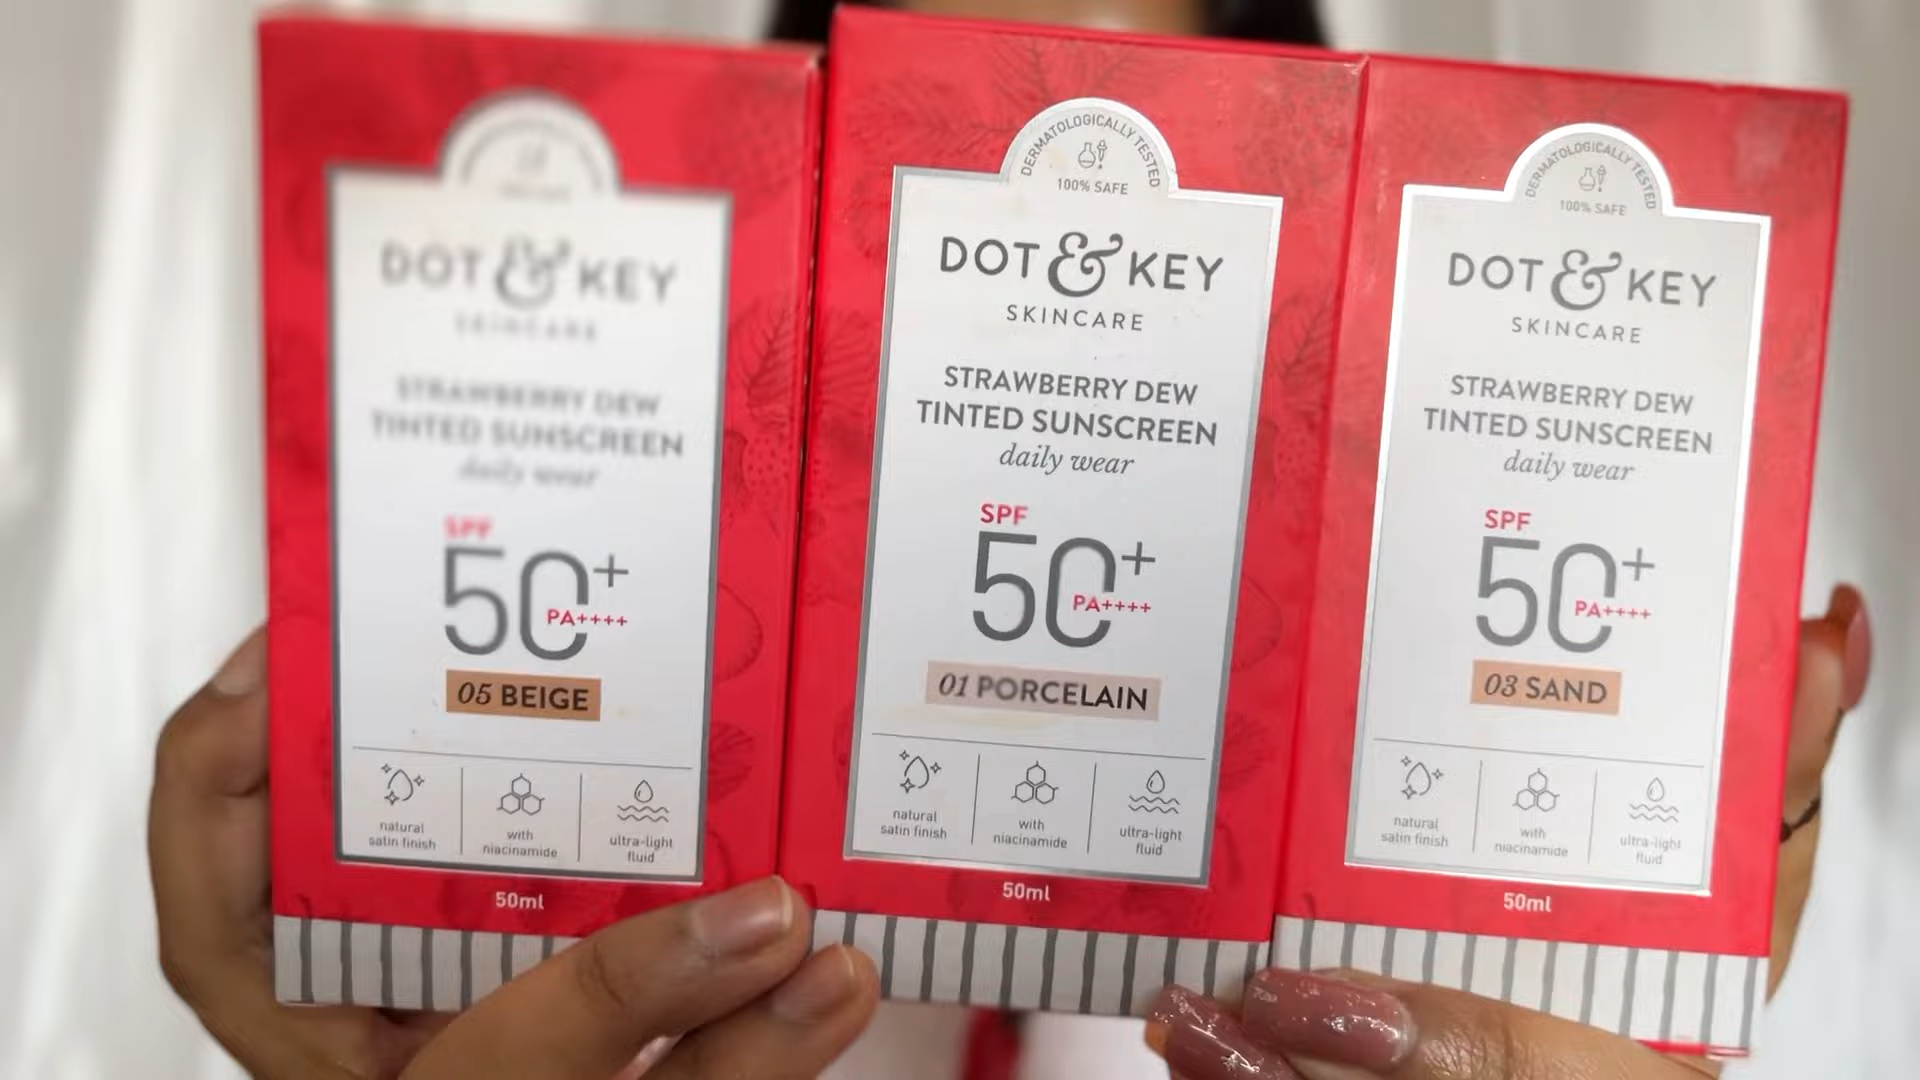 DOT & KEY
SKINCARE
STRAWBERRY DEW
TINTED SUNSCREEN
daily wear
SPF
50+
PA++++
05 BEIGE
natural
satin finish
with
niacinamide
ultra-light
fluid
50ml
DERMATOLOGICALLY TESTED
100% SAFE
DOT & KEY
SKINCARE
STRAWBERRY DEW
TINTED SUNSCREEN
daily wear
SPF
50+
PA++++
01 PORCELAIN
natural
satin finish
with
niacinamide
ultra-light
fluid
50ml
DERMATOLOGICALLY TESTED
100% SAFE
DOT & KEY
SKINCARE
STRAWBERRY DEW
TINTED SUNSCREEN
daily wear
SPF
50+
PA++++
03 SAND
natural
satin finish
with
niacinamide
ultra-light
fluid
50ml